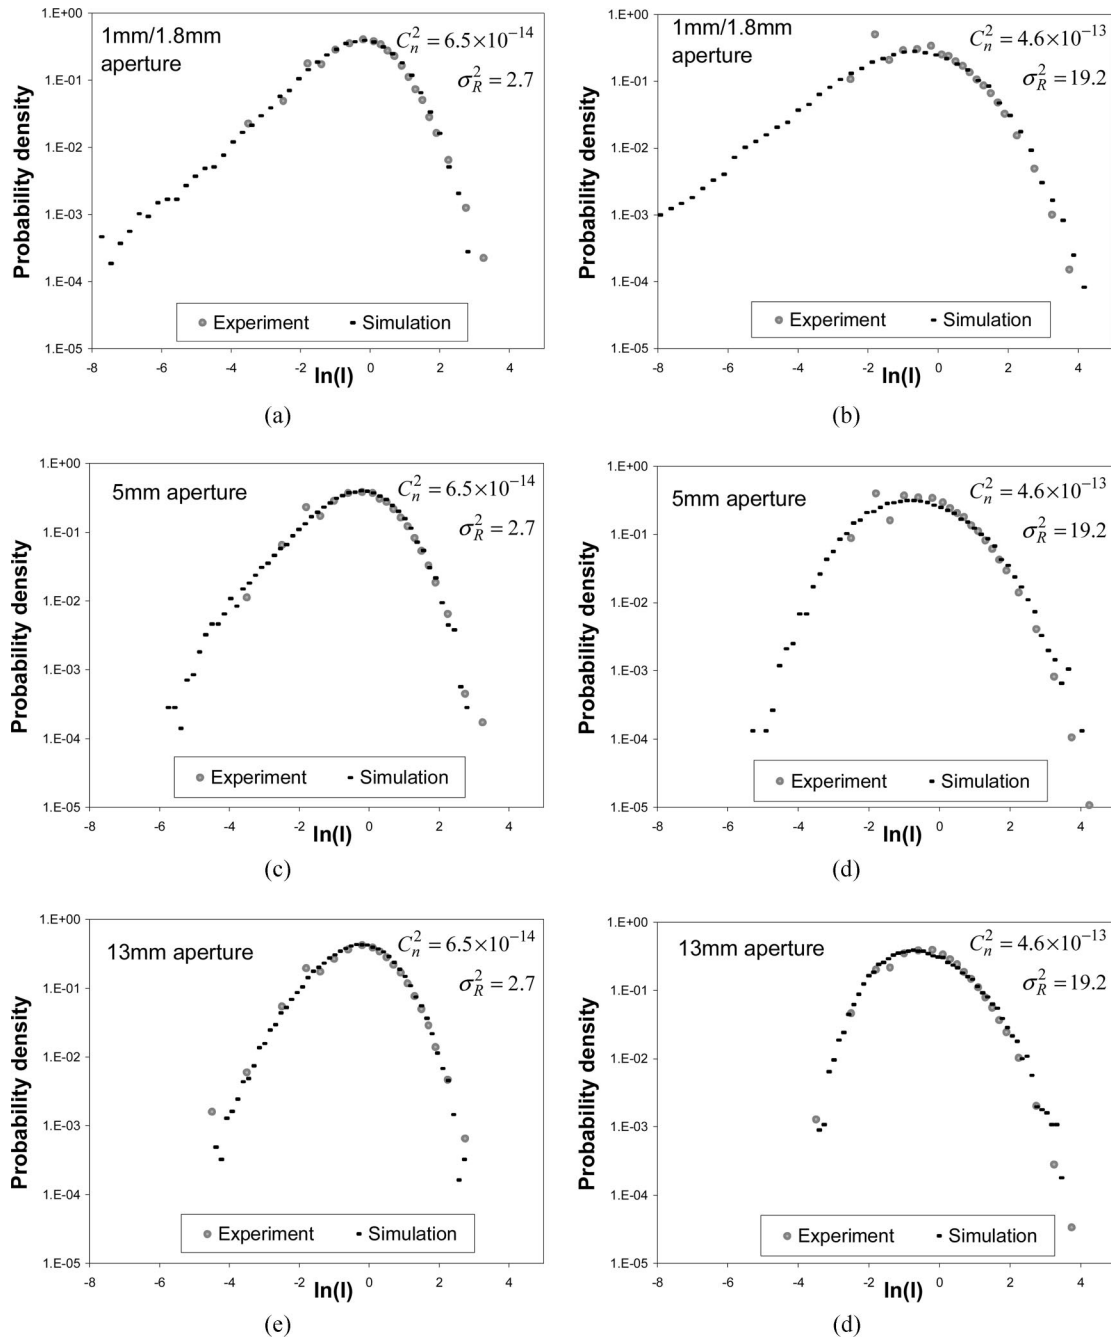 1.E+00
1mm/1.8mm
aperture
C_n^2 = 6.5×10^{-14}
σ_R^2 = 2.7
1.E-01
1.E-02
1.E-03
1.E-04
1.E-05
Probability density
Experiment Simulation
-8 -6 -4 -2 0 2 4
ln(I)
(a)
1.E+00
1mm/1.8mm
aperture
C_n^2 = 4.6×10^{-13}
σ_R^2 = 19.2
1.E-01
1.E-02
1.E-03
1.E-04
1.E-05
Probability density
Experiment Simulation
-8 -6 -4 -2 0 2 4
ln(I)
(b)
1.E+00
5mm aperture
C_n^2 = 6.5×10^{-14}
σ_R^2 = 2.7
1.E-01
1.E-02
1.E-03
1.E-04
1.E-05
Probability density
Experiment Simulation
-8 -6 -4 -2 0 2 4
ln(I)
(c)
1.E+00
5mm aperture
C_n^2 = 4.6×10^{-13}
σ_R^2 = 19.2
1.E-01
1.E-02
1.E-03
1.E-04
1.E-05
Probability density
Experiment Simulation
-8 -6 -4 -2 0 2 4
ln(I)
(d)
1.E+00
13mm aperture
C_n^2 = 6.5×10^{-14}
σ_R^2 = 2.7
1.E-01
1.E-02
1.E-03
1.E-04
1.E-05
Probability density
Experiment Simulation
-8 -6 -4 -2 0 2 4
ln(I)
(e)
1.E+00
13mm aperture
C_n^2 = 4.6×10^{-13}
σ_R^2 = 19.2
1.E-01
1.E-02
1.E-03
1.E-04
1.E-05
Probability density
Experiment Simulation
-8 -6 -4 -2 0 2 4
ln(I)
(d)